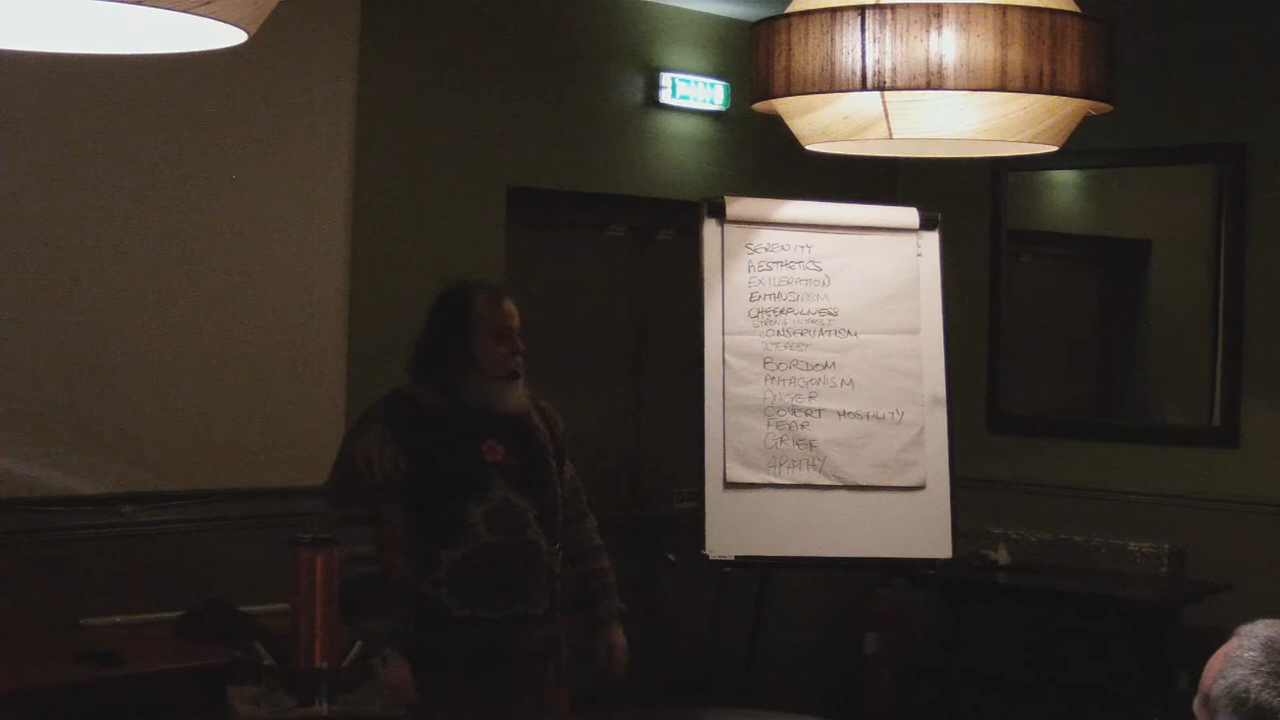 SERENITY
AESTHETICS
EXILERATION
ENTHUSIASM
CHEERFULNESS
STRONG INTEREST
CONSERVATISM
INTEREST
BORDOM
ANTAGONISM
ANGER
COVERT HOSTILITY
FEAR
GRIEF
APATHY